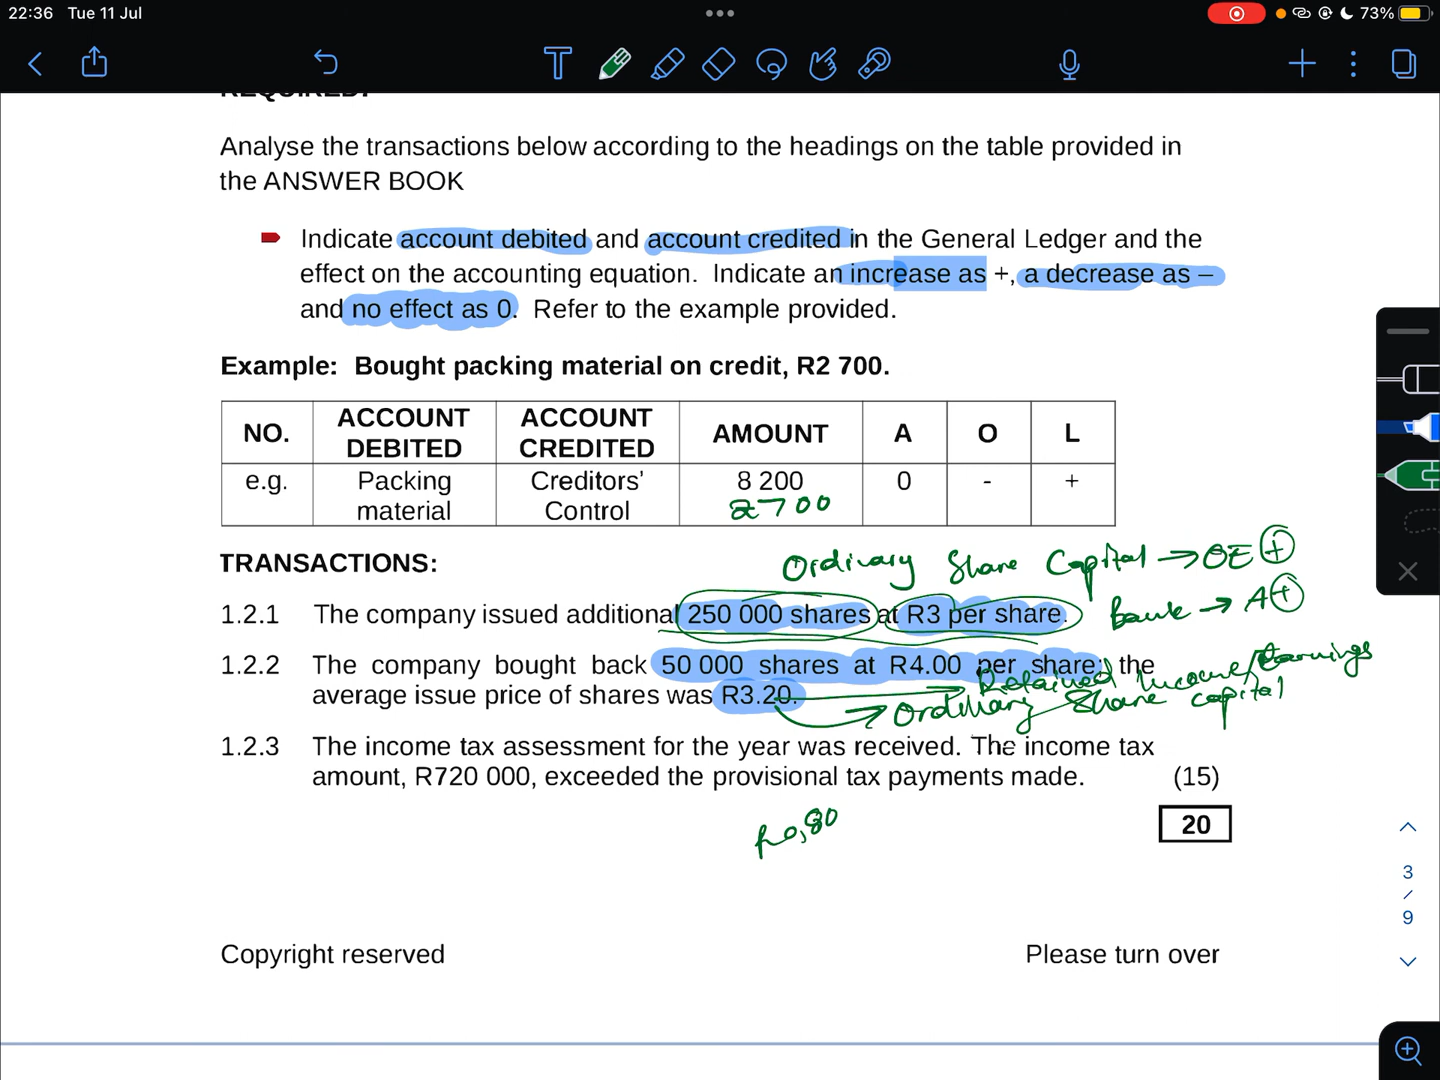 22:36 Tue 11 Jul
73%
REQUIRED:
Analyse the transactions below according to the headings on the table provided in
the ANSWER BOOK
Indicate account debited and account credited in the General Ledger and the
effect on the accounting equation. Indicate an increase as +, a decrease as –
and no effect as 0. Refer to the example provided.
Example: Bought packing material on credit, R2 700.
NO. ACCOUNT DEBITED ACCOUNT CREDITED AMOUNT A O L
e.g. Packing material Creditors' Control 8 200 0 - +
2700
TRANSACTIONS:
Ordinary Share Capital → OE +
1.2.1 The company issued additional 250 000 shares at R3 per share.
Bank → A +
1.2.2 The company bought back 50 000 shares at R4.00 per share; the
average issue price of shares was R3.20.
Retained Income/Earnings
Ordinary Share capital
1.2.3 The income tax assessment for the year was received. The income tax
amount, R720 000, exceeded the provisional tax payments made. (15)
R0,80
20
3
/
9
Copyright reserved Please turn over